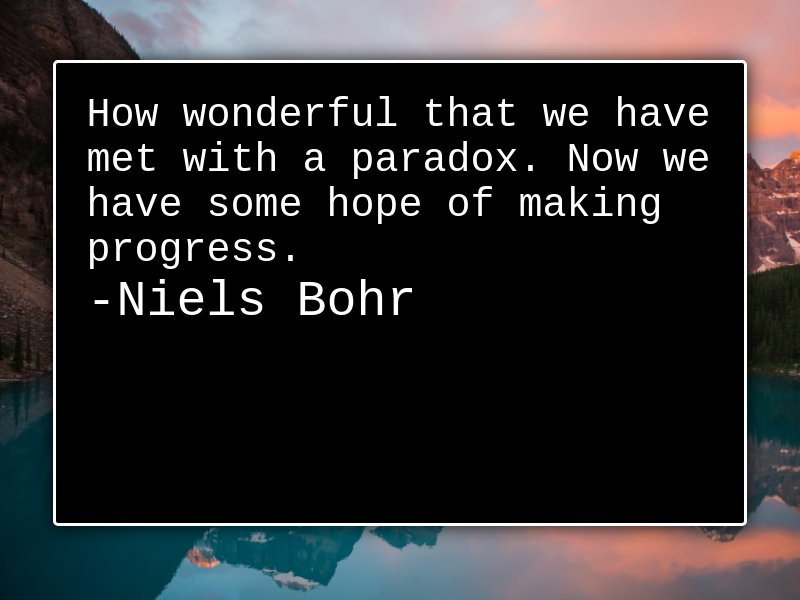 How wonderful that we have
met with a paradox. Now we
have some hope of making
progress.
-Niels Bohr